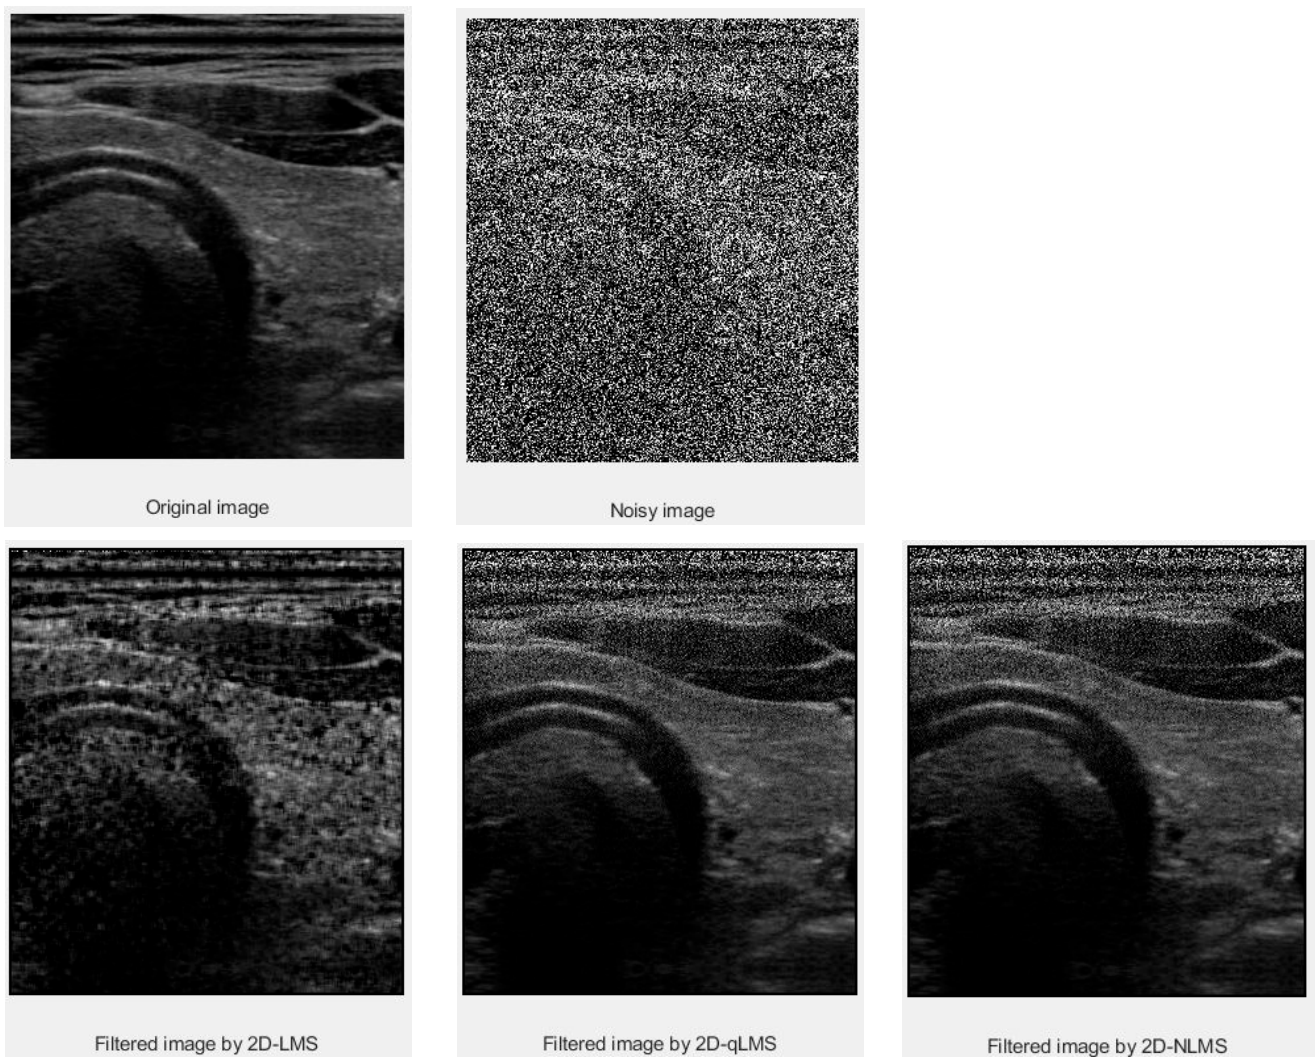 Original image
Noisy image
Filtered image by 2D-LMS
Filtered image by 2D-qLMS
Filtered image by 2D-NLMS